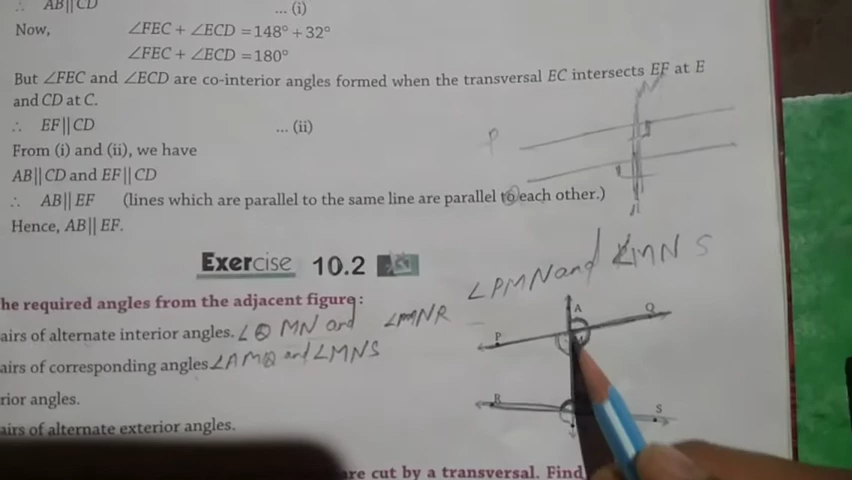 ∴ AB||CD ... (i)
Now, ∠FEC + ∠ECD = 148° + 32°
∠FEC + ∠ECD = 180°
But ∠FEC and ∠ECD are co-interior angles formed when the transversal EC intersects EF at E
and CD at C.
∴ EF||CD ... (ii)
P
From (i) and (ii), we have
AB||CD and EF||CD
∴ AB||EF (lines which are parallel to the same line are parallel to each other.)
Hence, AB||EF.
Exercise 10.2
∠PMN and ∠MNS
he required angles from the adjacent figure:
airs of alternate interior angles. ∠QMN and ∠MNR
airs of corresponding angles ∠AMQ and ∠MNS
rior angles.
airs of alternate exterior angles.
A
Q
P
R
S
are cut by a transversal. Find